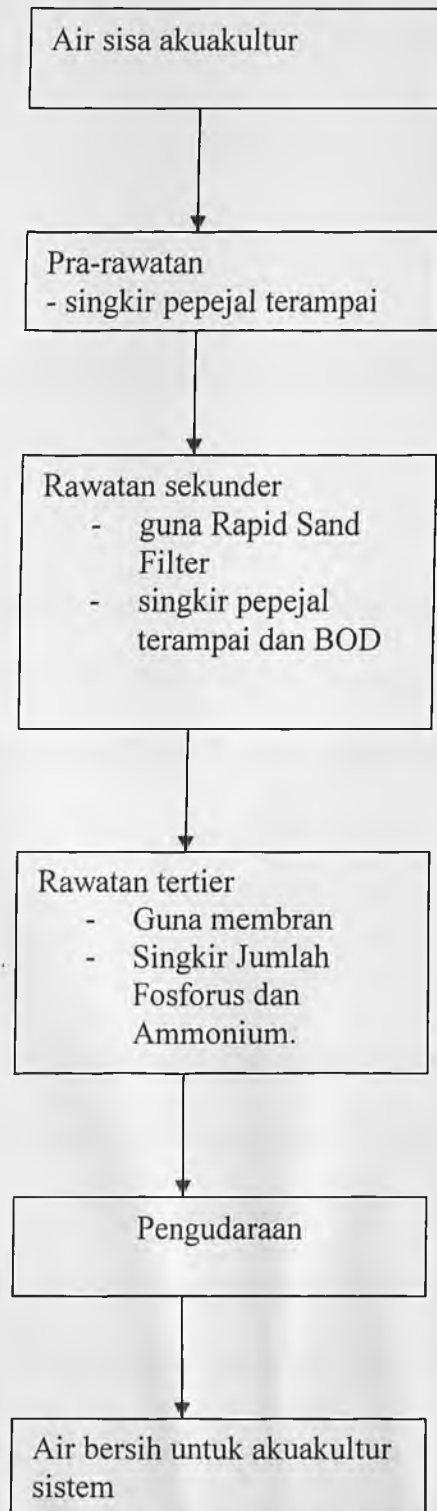 Air sisa akuakultur
Pra-rawatan
- singkir pepejal terampai
Rawatan sekunder
- guna Rapid Sand
Filter
- singkir pepejal
terampai dan BOD
Rawatan tertier
- Guna membran
- Singkir Jumlah
Fosforus dan
Ammonium.
Pengudaraan
Air bersih untuk akuakultur
sistem